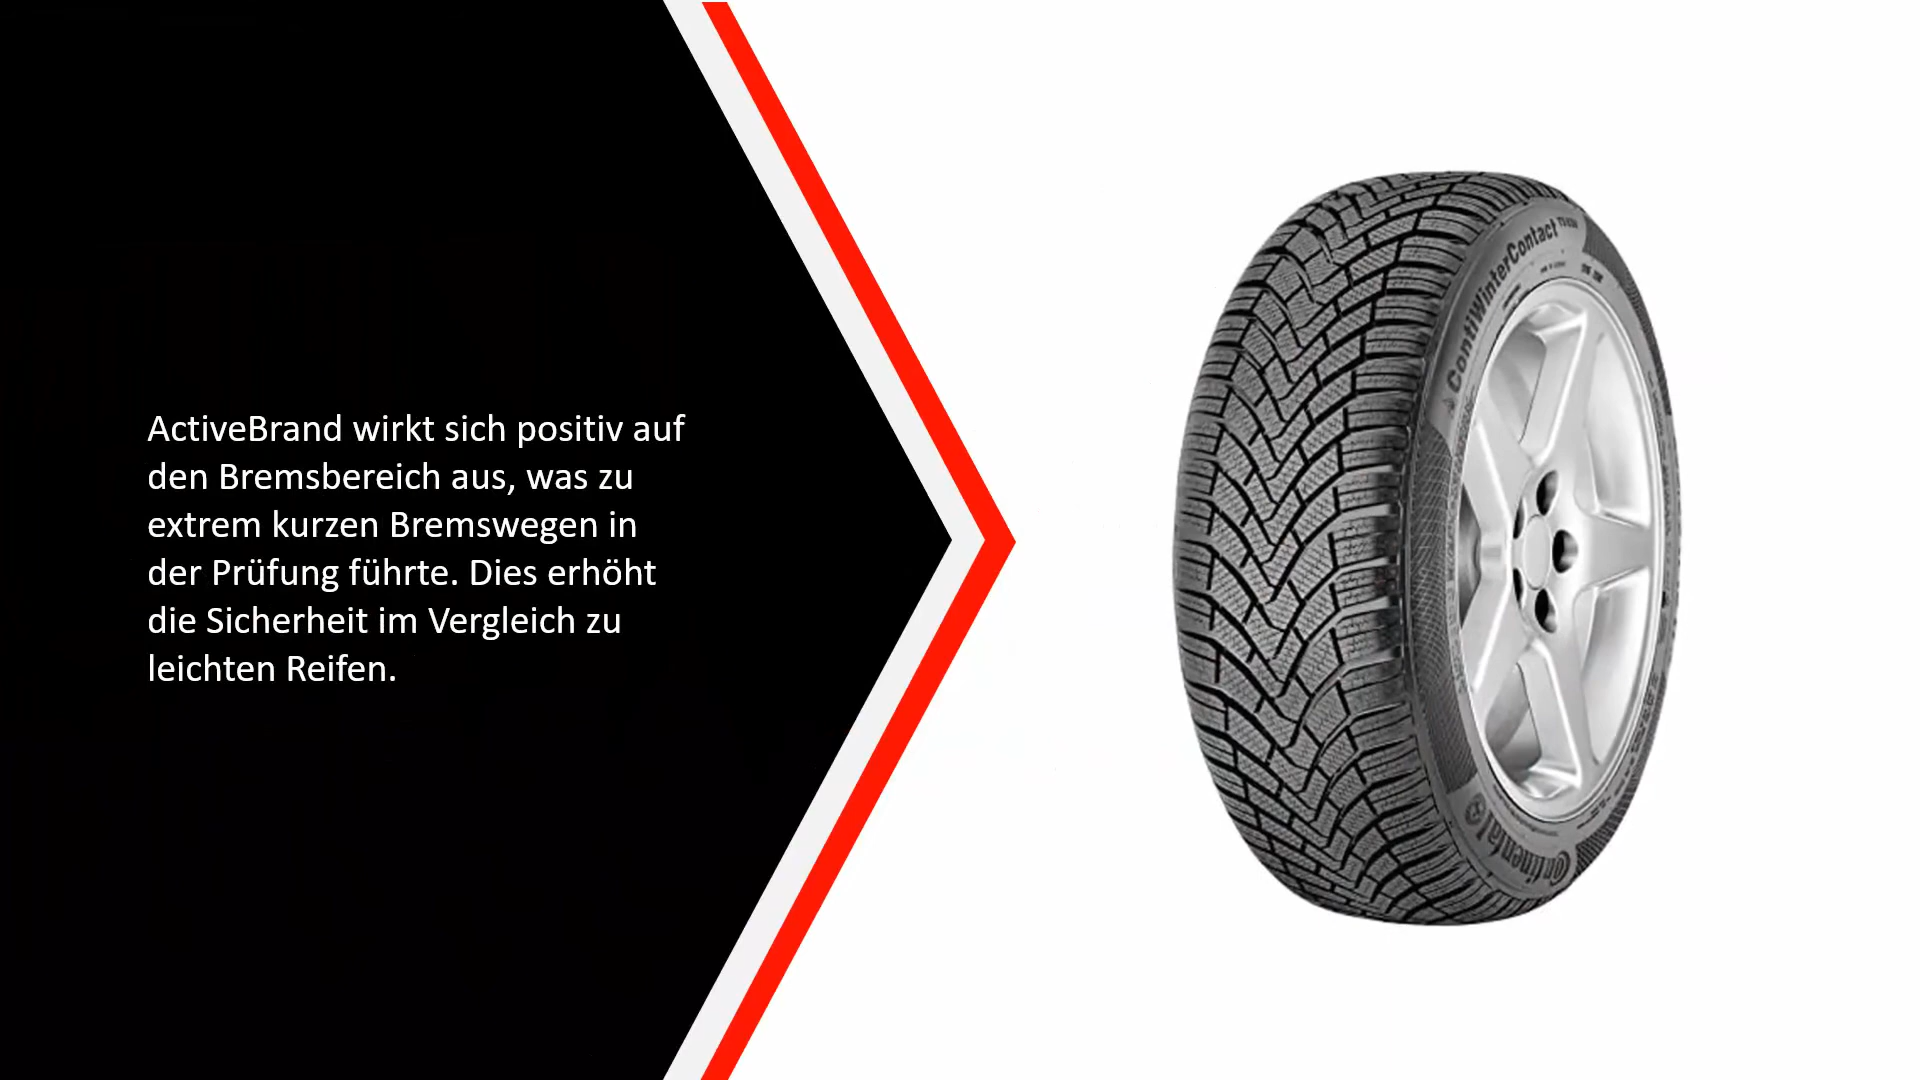 ActiveBrand wirkt sich positiv auf
den Bremsbereich aus, was zu
extrem kurzen Bremswegen in
der Prüfung führte. Dies erhöht
die Sicherheit im Vergleich zu
leichten Reifen.
ContiWinterContact
Continental